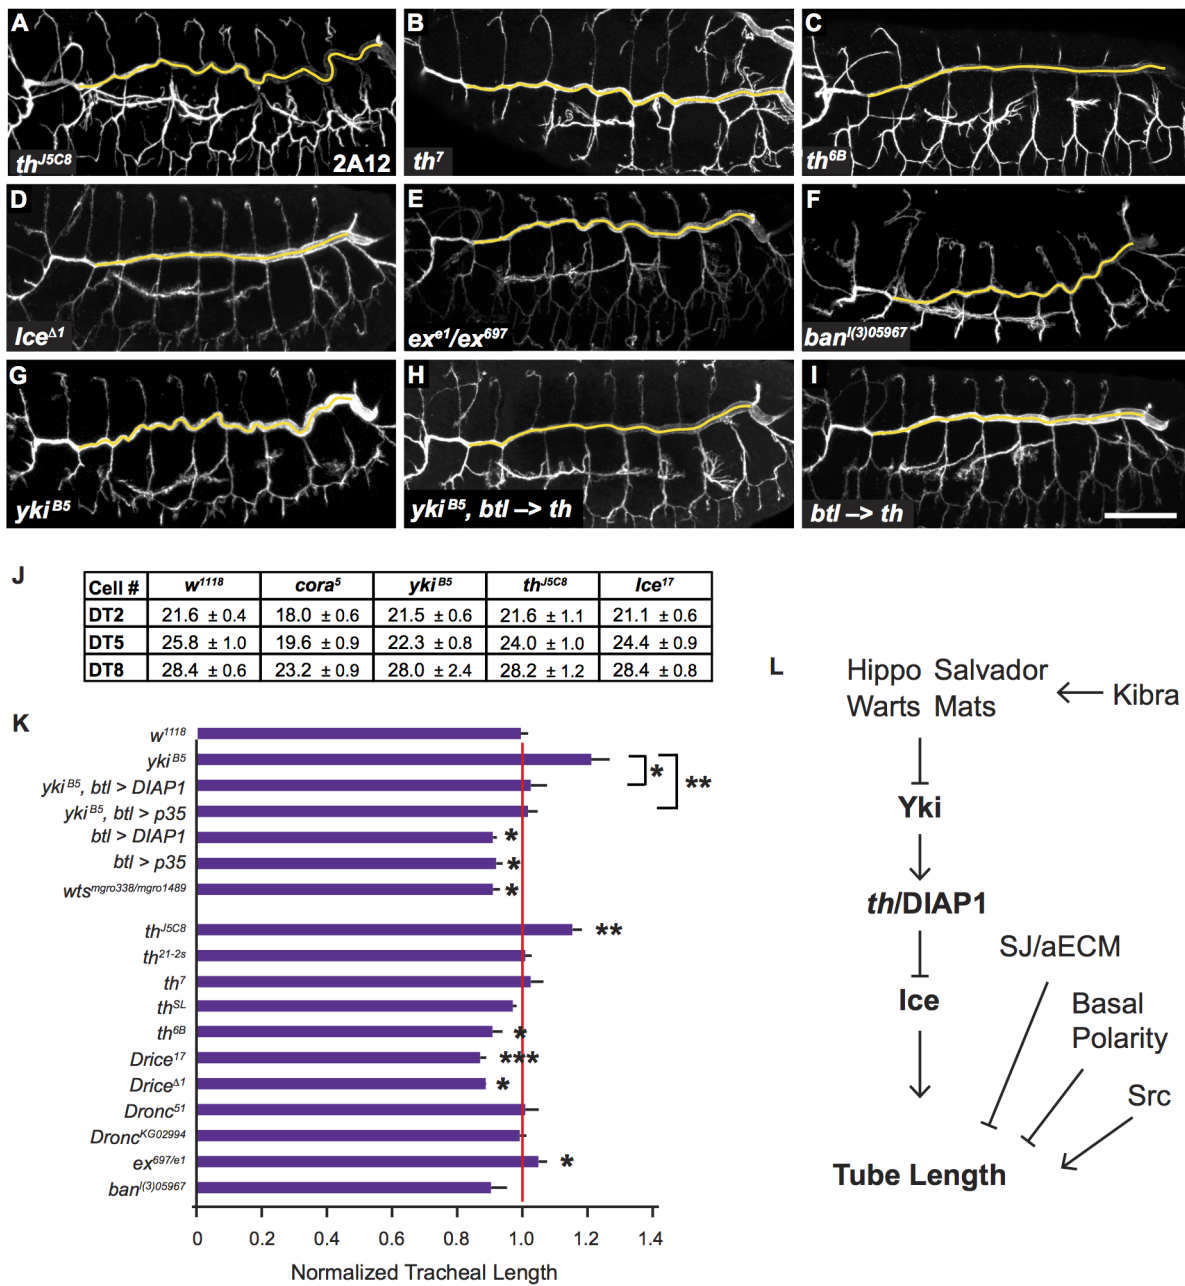 A
th^J5C8
2A12
B
th^7
C
th^6B
D
Ice^Δ1
E
ex^e1/ex^697
F
ban^l(3)05967
G
yki^B5
H
yki^B5, btl –> th
I
btl –> th
J
Cell # w^1118 cora^5 yki^B5 th^J5C8 Ice^17
DT2 21.6 ± 0.4 18.0 ± 0.6 21.5 ± 0.6 21.6 ± 1.1 21.1 ± 0.6
DT5 25.8 ± 1.0 19.6 ± 0.9 22.3 ± 0.8 24.0 ± 1.0 24.4 ± 0.9
DT8 28.4 ± 0.6 23.2 ± 0.9 28.0 ± 2.4 28.2 ± 1.2 28.4 ± 0.8
K
w^1118
yki^B5
yki^B5, btl > DIAP1 * **
yki^B5, btl > p35
btl > DIAP1 *
btl > p35 *
wts^mgro338/mgro1489 *
th^J5C8 **
th^21-2s
th^7
th^SL
th^6B *
Drice^17 ***
Drice^Δ1 *
Dronc^51
Dronc^KG02994
ex^697/e1 *
ban^l(3)05967
0 0.2 0.4 0.6 0.8 1.0 1.2 1.4
Normalized Tracheal Length
L
Hippo Salvador
Warts Mats
Kibra
Yki
th/DIAP1
SJ/aECM
Ice
Basal
Polarity
Src
Tube Length